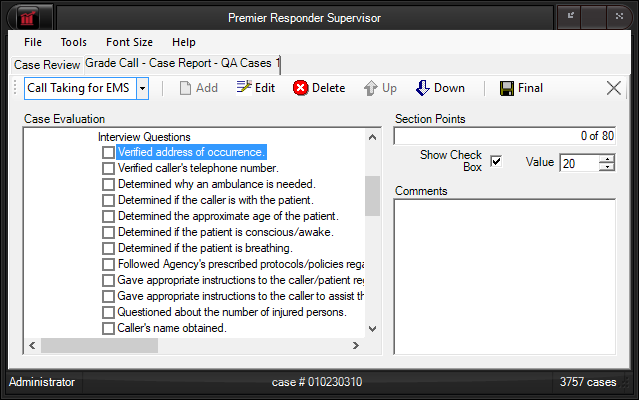 Premier Responder Supervisor
File Tools Font Size Help
Case Review Grade Call - Case Report - QA Cases 1
Call Taking for EMS Add Edit Delete Up Down Final
Case Evaluation
Interview Questions
Verified address of occurrence.
Verified caller's telephone number.
Determined why an ambulance is needed.
Determined if the caller is with the patient.
Determined the approximate age of the patient.
Determined if the patient is conscious/awake.
Determined if the patient is breathing.
Followed Agency's prescribed protocols/policies rega
Gave appropriate instructions to the caller/patient reg
Gave appropriate instructions to the caller to assist th
Questioned about the number of injured persons.
Caller's name obtained.
Section Points
0 of 80
Show Check
Box
Value 20
Comments
Administrator case # 010230310 3757 cases